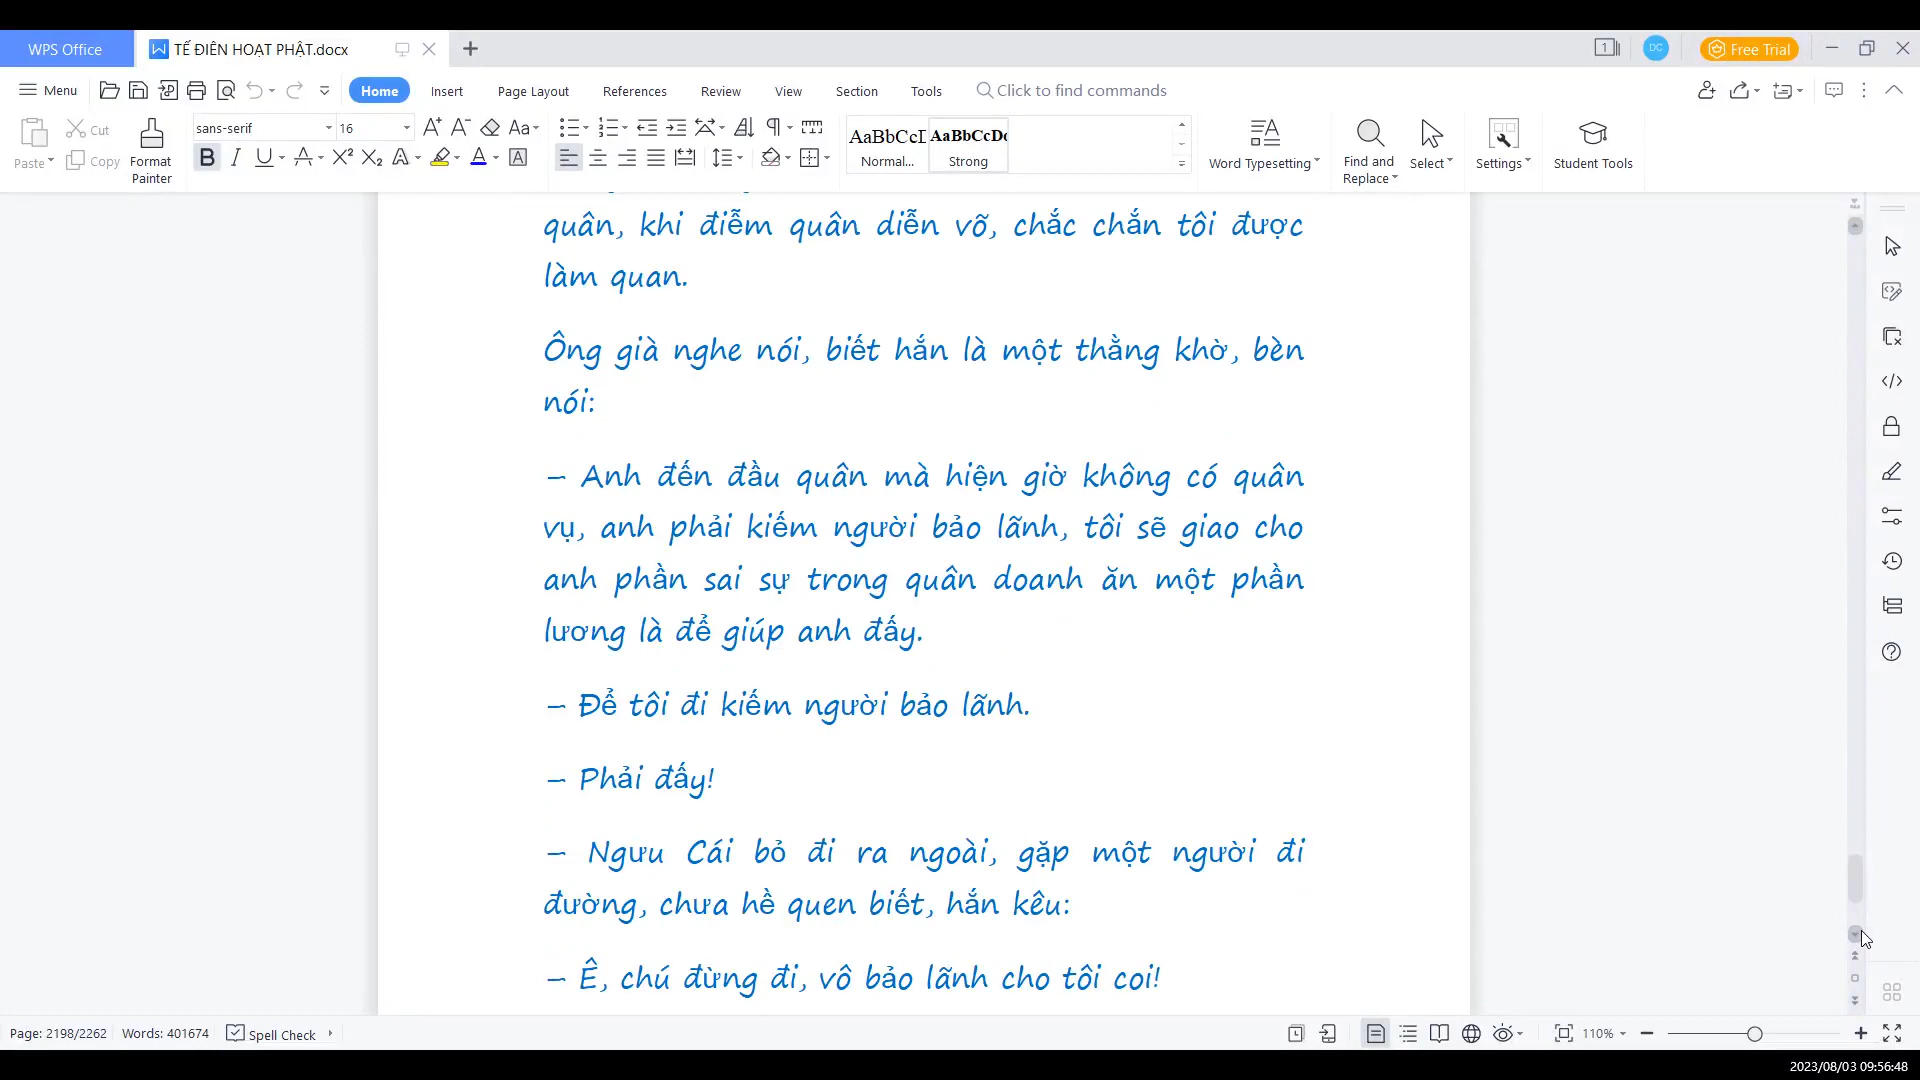 WPS Office
TẾ ĐIÊN HOẠT PHẬT.docx
1
DC
Free Trial
Menu
Home
Insert
Page Layout
References
Review
View
Section
Tools
Click to find commands
Paste
Cut
Copy
Format
Painter
sans-serif
16
AaBbCcD
Normal...
AaBbCcDc
Strong
Word Typesetting
Find and
Replace
Select
Settings
Student Tools
quân, khi điểm quân diễn võ, chắc chắn tôi được
làm quan.
Ông già nghe nói, biết hắn là một thằng khờ, bèn
nói:
– Anh đến đầu quân mà hiện giờ không có quân
vụ, anh phải kiếm người bảo lãnh, tôi sẽ giao cho
anh phần sai sự trong quân doanh ăn một phần
lương là để giúp anh đấy.
– Để tôi đi kiếm người bảo lãnh.
– Phải đấy!
– Ngưu Cái bỏ đi ra ngoài, gặp một người đi
đường, chưa hề quen biết, hắn kêu:
– Ê, chú đừng đi, vô bảo lãnh cho tôi coi!
Page: 2198/2262
Words: 401674
Spell Check
110%
2023/08/03 09:56:48